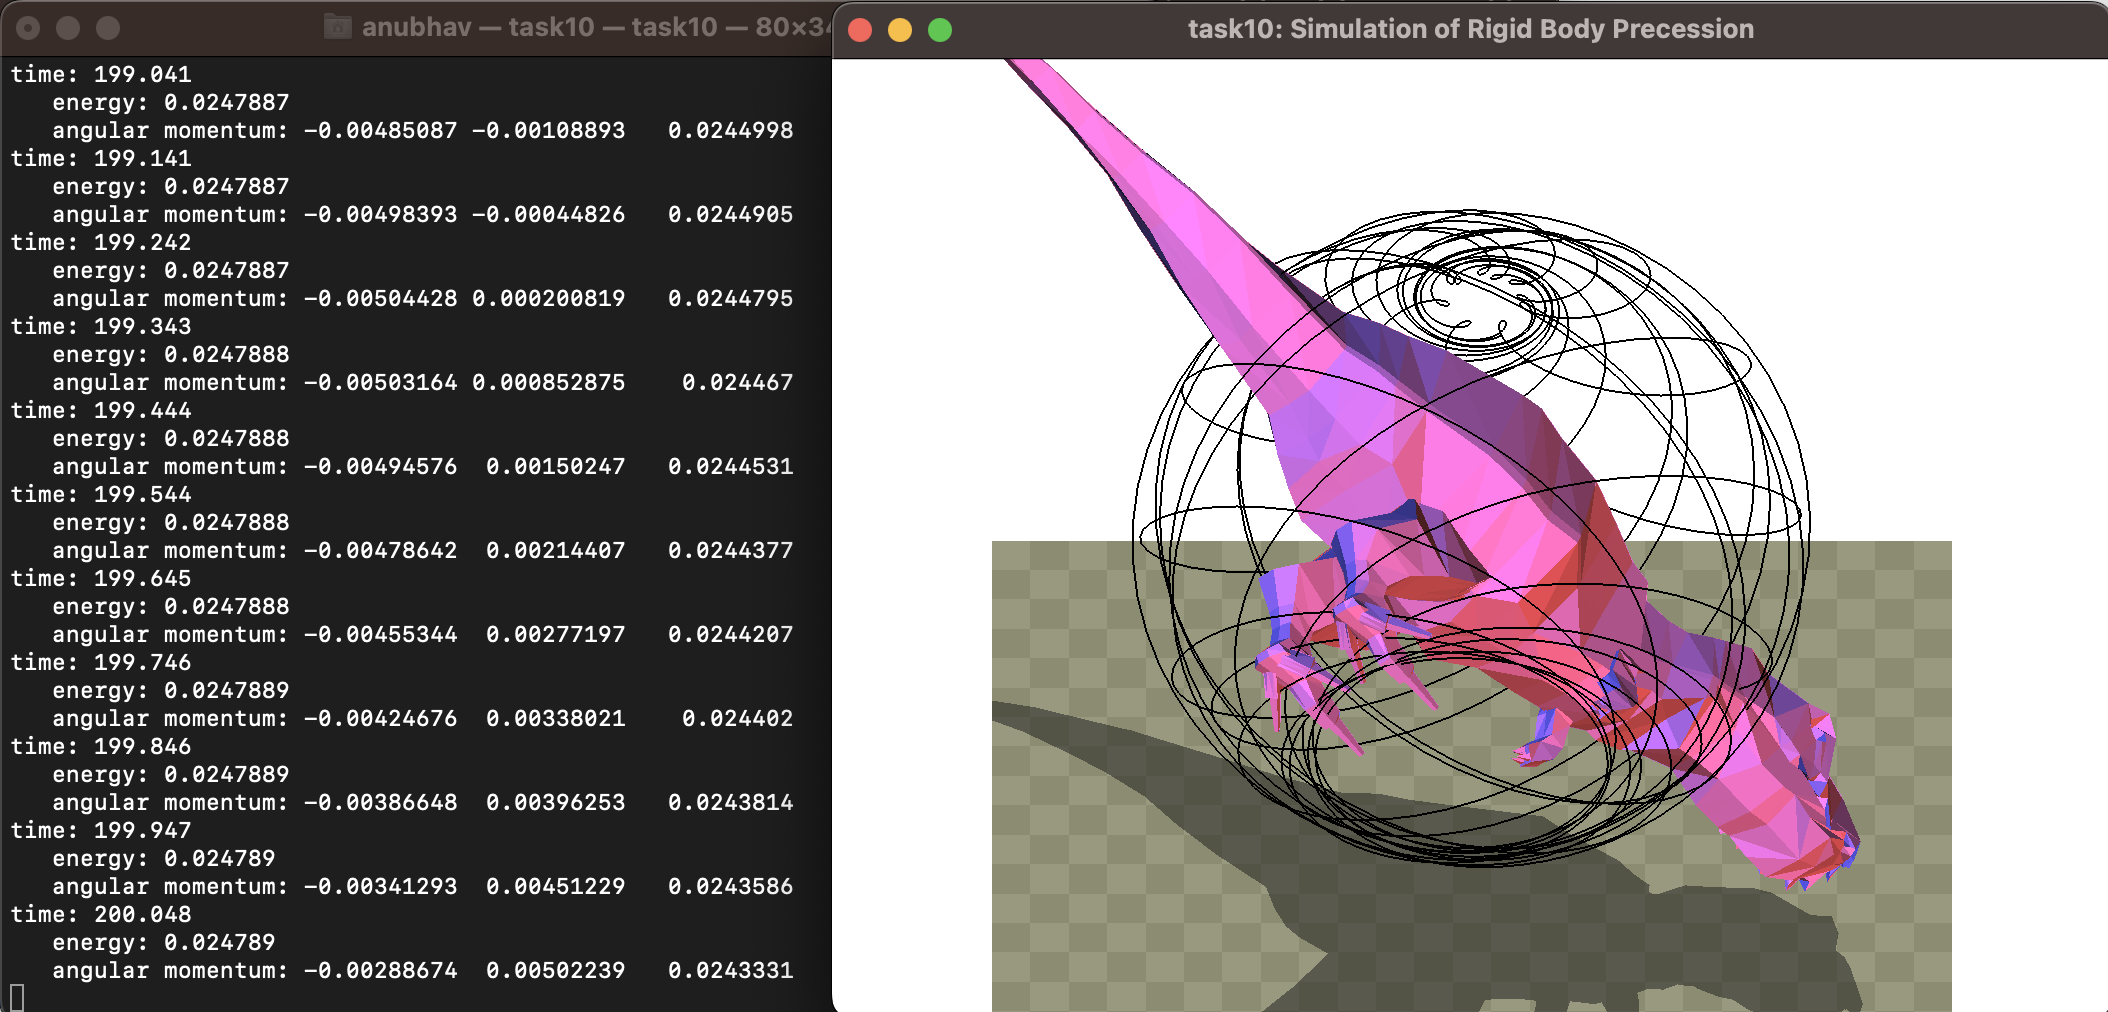 anubhav — task10 — task10 — 80×34
task10: Simulation of Rigid Body Precession
time: 199.041
energy: 0.0247887
angular momentum: -0.00485087 -0.00108893 0.0244998
time: 199.141
energy: 0.0247887
angular momentum: -0.00498393 -0.00044826 0.0244905
time: 199.242
energy: 0.0247887
angular momentum: -0.00504428 0.000200819 0.0244795
time: 199.343
energy: 0.0247888
angular momentum: -0.00503164 0.000852875 0.024467
time: 199.444
energy: 0.0247888
angular momentum: -0.00494576 0.00150247 0.0244531
time: 199.544
energy: 0.0247888
angular momentum: -0.00478642 0.00214407 0.0244377
time: 199.645
energy: 0.0247888
angular momentum: -0.00455344 0.00277197 0.0244207
time: 199.746
energy: 0.0247889
angular momentum: -0.00424676 0.00338021 0.024402
time: 199.846
energy: 0.0247889
angular momentum: -0.00386648 0.00396253 0.0243814
time: 199.947
energy: 0.024789
angular momentum: -0.00341293 0.00451229 0.0243586
time: 200.048
energy: 0.024789
angular momentum: -0.00288674 0.00502239 0.0243331